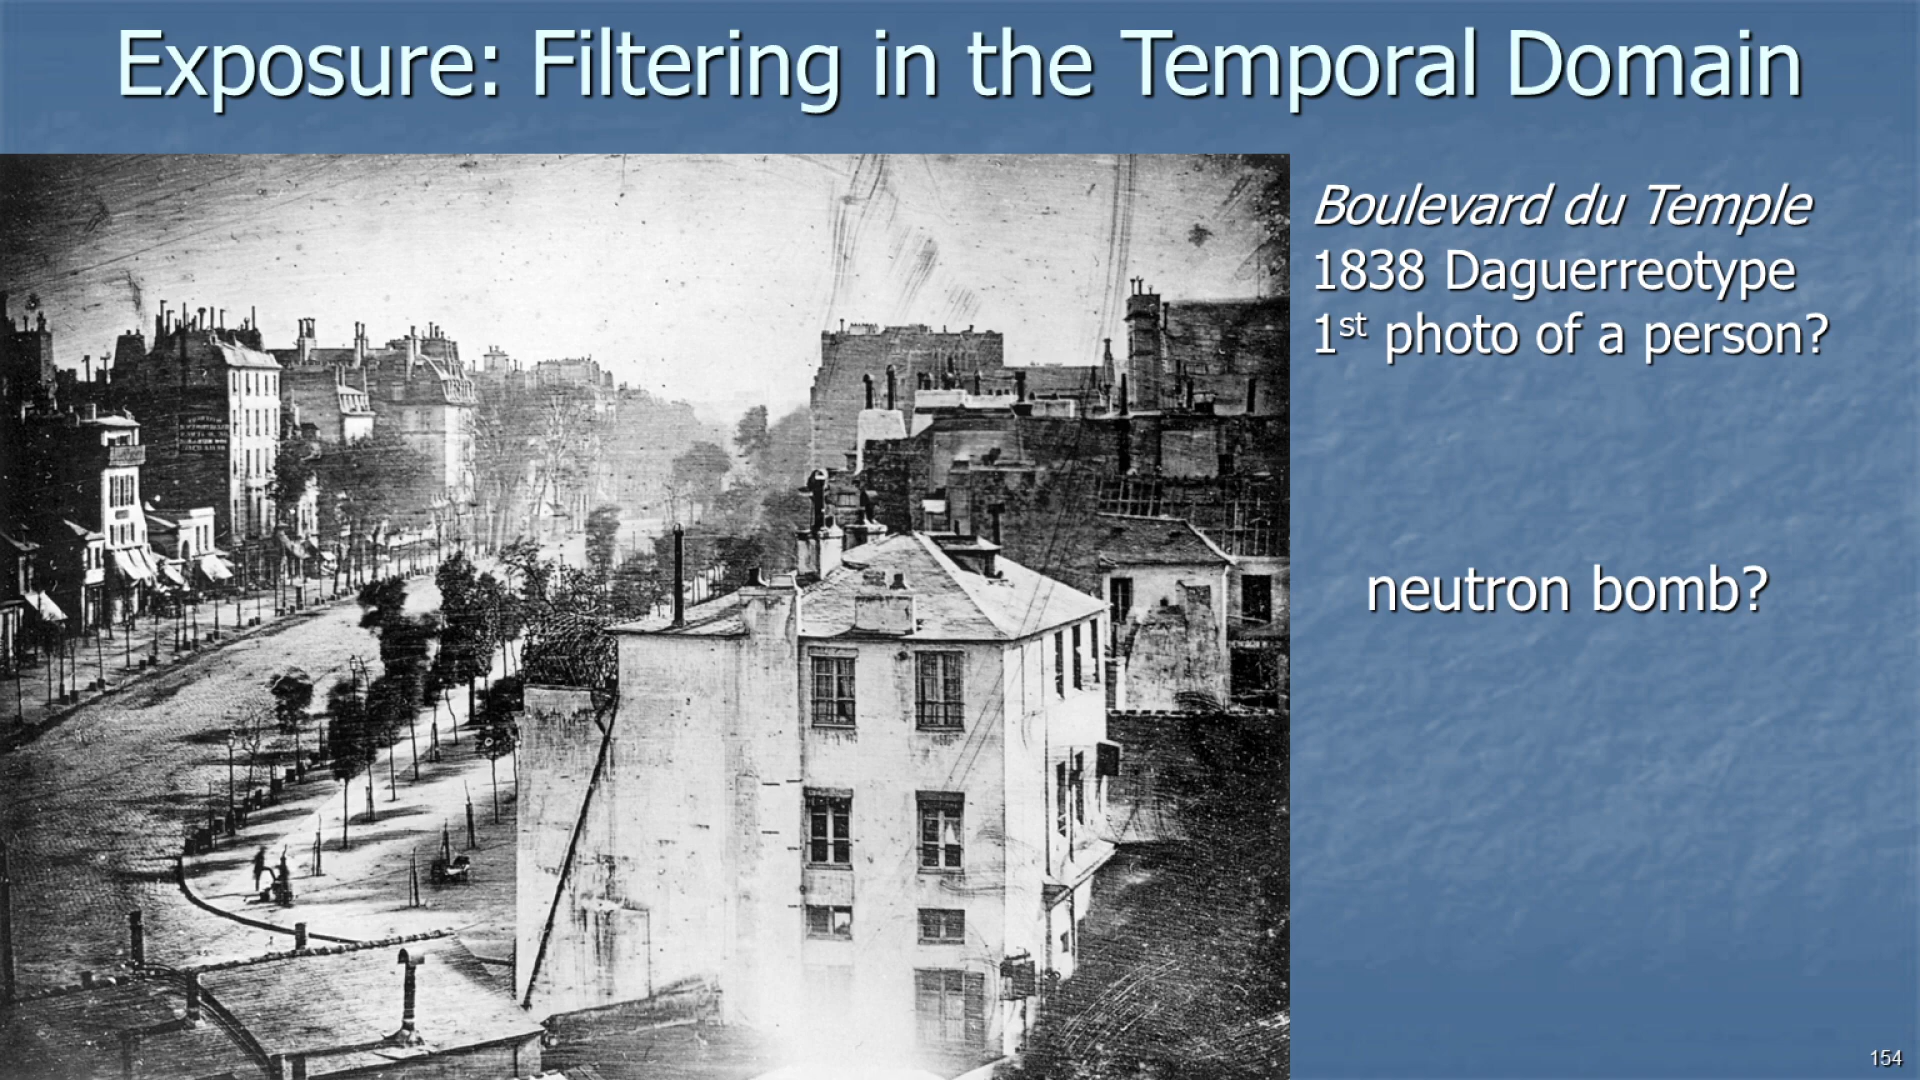 Exposure: Filtering in the Temporal Domain
Boulevard du Temple
1838 Daguerreotype
1st photo of a person?
neutron bomb?
154